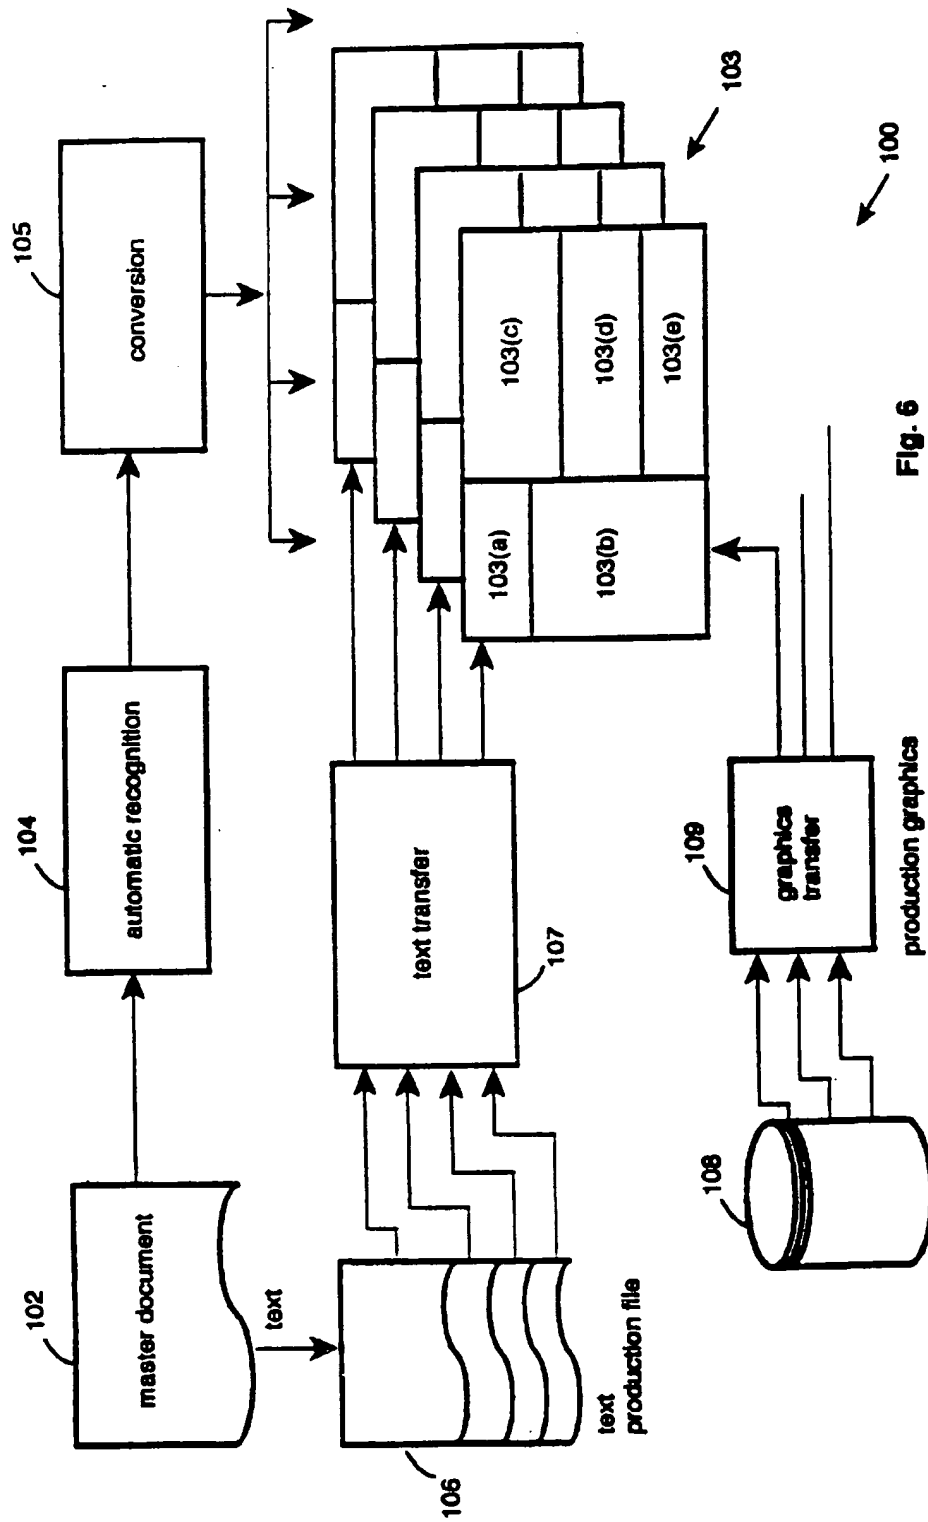 102
master document
104
automatic recognition
105
conversion
text
106
text
production file
text transfer
107
103(a)
103(b)
103(c)
103(d)
103(e)
103
108
109
graphics
transfer
production graphics
100
Fig. 6